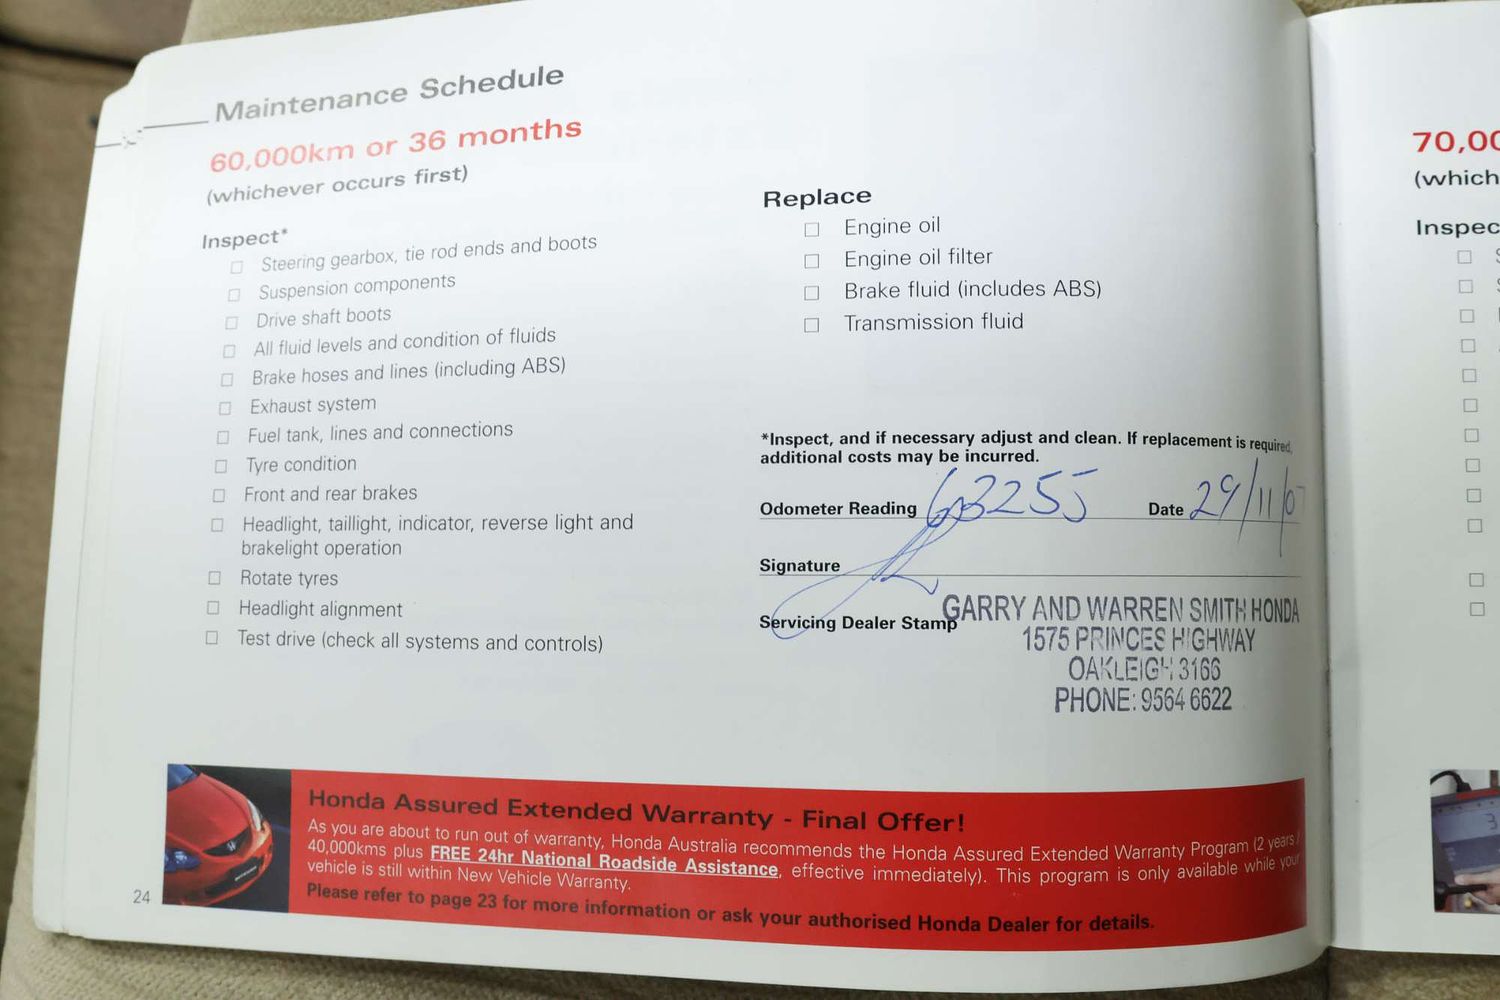 Maintenance Schedule
60,000km or 36 months
(whichever occurs first)
Inspect*
Steering gearbox, tie rod ends and boots
Suspension components
Drive shaft boots
All fluid levels and condition of fluids
Brake hoses and lines (including ABS)
Exhaust system
Fuel tank, lines and connections
Tyre condition
Front and rear brakes
Headlight, taillight, indicator, reverse light and
brakelight operation
Rotate tyres
Headlight alignment
Test drive (check all systems and controls)
Replace
Engine oil
Engine oil filter
Brake fluid (includes ABS)
Transmission fluid
*Inspect, and if necessary adjust and clean. If replacement is required,
additional costs may be incurred.
Odometer Reading 63255 Date 29/11/07
Signature
Servicing Dealer Stamp
GARRY AND WARREN SMITH HONDA
1575 PRINCES HIGHWAY
OAKLEIGH 3166
PHONE: 9564 6622
Honda Assured Extended Warranty - Final Offer!
As you are about to run out of warranty, Honda Australia recommends the Honda Assured Extended Warranty Program (2 years /
40,000kms plus FREE 24hr National Roadside Assistance, effective immediately). This program is only available while your
vehicle is still within New Vehicle Warranty.
Please refer to page 23 for more information or ask your authorised Honda Dealer for details.
24
70,00
(which
Inspec